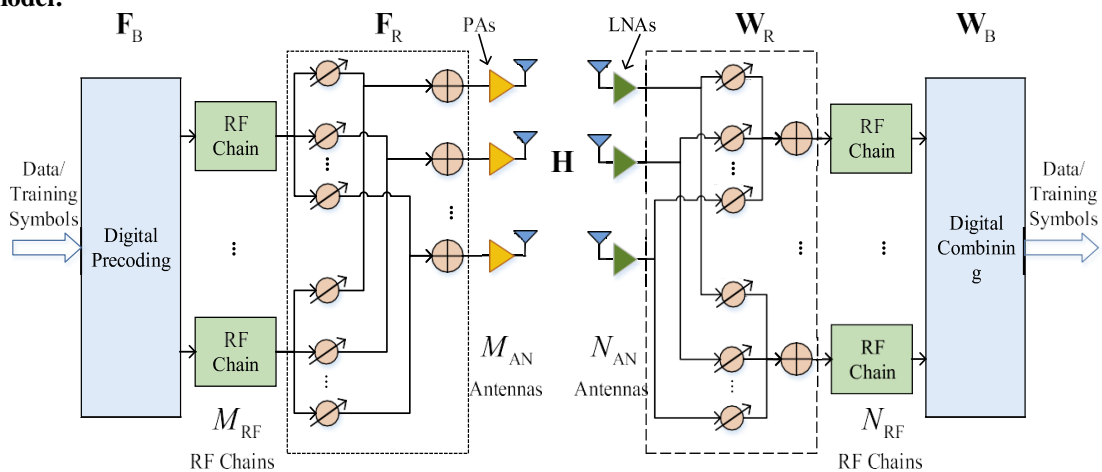 F_B
F_R
PAs
LNAs
W_R
W_B
RF
Chain
RF
Chain
H
Data/
Training
Symbols
Data/
Training
Symbols
Digital
Precoding
Digital
Combinin
g
RF
Chain
RF
Chain
M_AN
Antennas
N_AN
Antennas
M_RF
RF Chains
N_RF
RF Chains